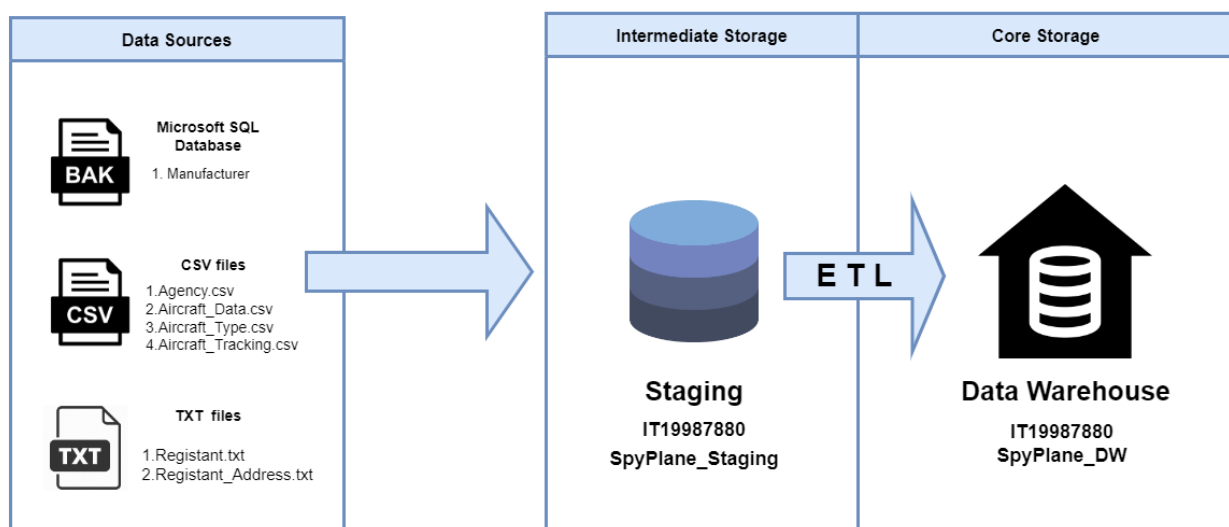 Data Sources
Intermediate Storage
Core Storage
Microsoft SQL
Database
BAK
1. Manufacturer
CSV files
CSV
1.Agency.csv
2.Aircraft_Data.csv
3.Aircraft_Type.csv
4.Aircraft_Tracking.csv
TXT files
TXT
1.Registant.txt
2.Registant_Address.txt
E T L
Staging
IT19987880
SpyPlane_Staging
Data Warehouse
IT19987880
SpyPlane_DW